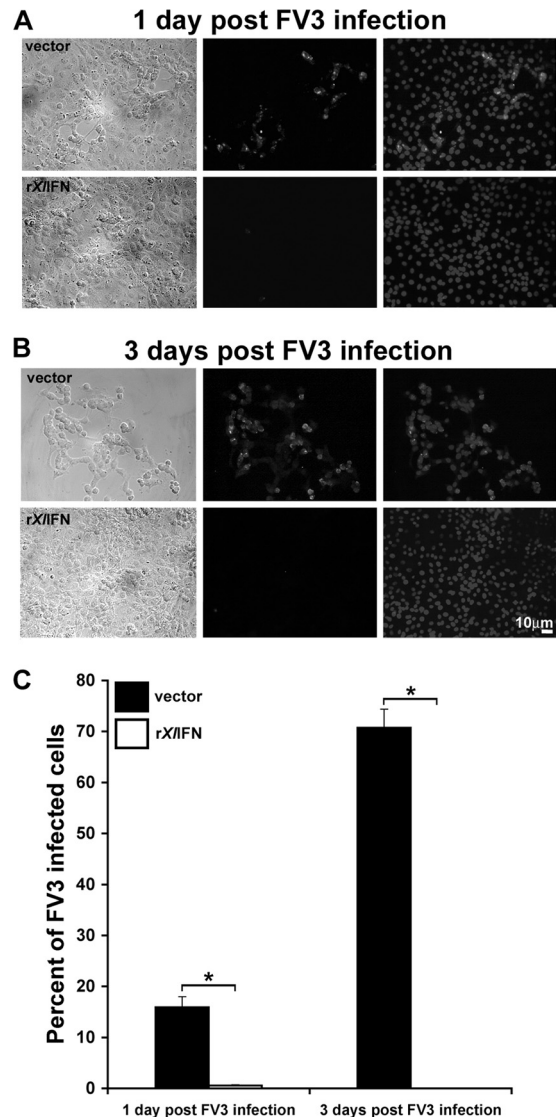 A
1 day post FV3 infection
vector
rXlIFN
B
3 days post FV3 infection
vector
rXlIFN
10μm
C
Percent of FV3 infected cells
80
70
60
50
40
30
20
10
0
vector
rXlIFN
*
*
1 day post FV3 infection
3 days post FV3 infection